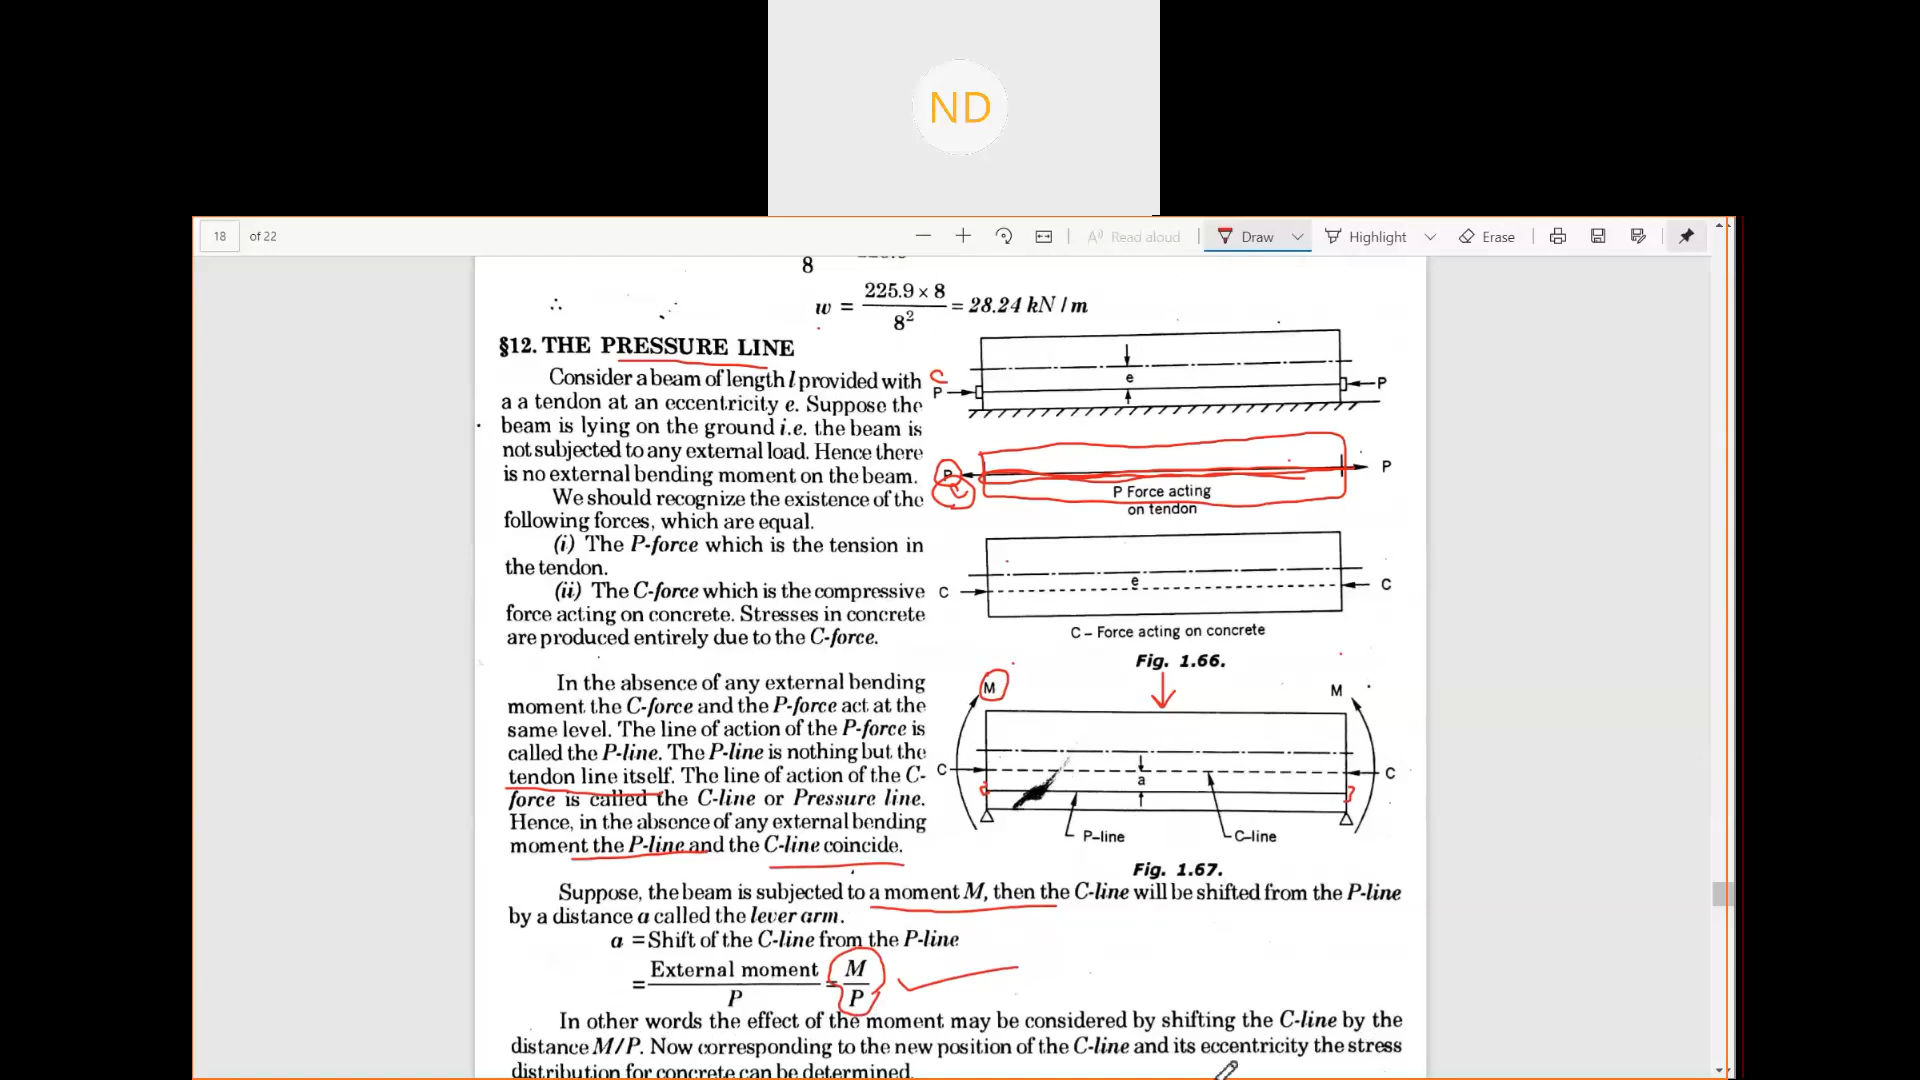 ND
18 of 22
Read aloud
Draw
Highlight
Erase
8
∴ w = 225.9 × 8 / 8² = 28.24 kN / m
§12. THE PRESSURE LINE
Consider a beam of length l provided with
a a tendon at an eccentricity e. Suppose the
beam is lying on the ground i.e. the beam is
not subjected to any external load. Hence there
is no external bending moment on the beam.
We should recognize the existence of the
following forces, which are equal.
(i) The P-force which is the tension in
the tendon.
(ii) The C-force which is the compressive
force acting on concrete. Stresses in concrete
are produced entirely due to the C-force.
C
P
e
P
P
C
P
P Force acting
on tendon
C
e
C
C – Force acting on concrete
Fig. 1.66.
In the absence of any external bending
moment the C-force and the P-force act at the
same level. The line of action of the P-force is
called the P-line. The P-line is nothing but the
tendon line itself. The line of action of the C-
force is called the C-line or Pressure line.
Hence, in the absence of any external bending
moment the P-line and the C-line coincide.
M
M
C
a
C
P-line
C-line
Fig. 1.67.
Suppose, the beam is subjected to a moment M, then the C-line will be shifted from the P-line
by a distance a called the lever arm.
a = Shift of the C-line from the P-line
= External moment / P = M / P
In other words the effect of the moment may be considered by shifting the C-line by the
distance M/P. Now corresponding to the new position of the C-line and its eccentricity the stress
distribution for concrete can be determined.